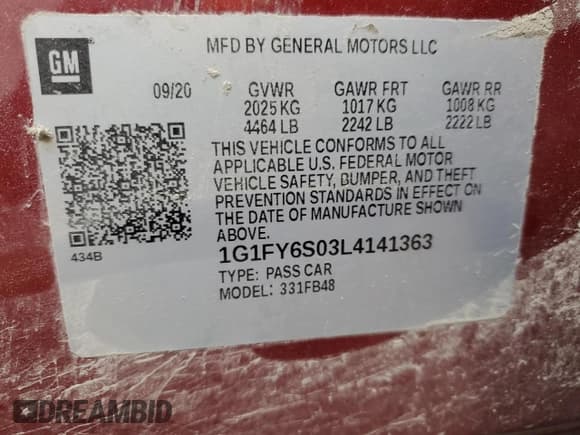 GM
MFD BY GENERAL MOTORS LLC
09/20 GVWR GAWR FRT GAWR RR
2025 KG 1017 KG 1008 KG
4464 LB 2242 LB 2222 LB
THIS VEHICLE CONFORMS TO ALL
APPLICABLE U.S. FEDERAL MOTOR
VEHICLE SAFETY, BUMPER, AND THEFT
PREVENTION STANDARDS IN EFFECT ON
THE DATE OF MANUFACTURE SHOWN
ABOVE.
434B
1G1FY6S03L4141363
TYPE: PASS CAR
MODEL: 331FB48
DREAMBID